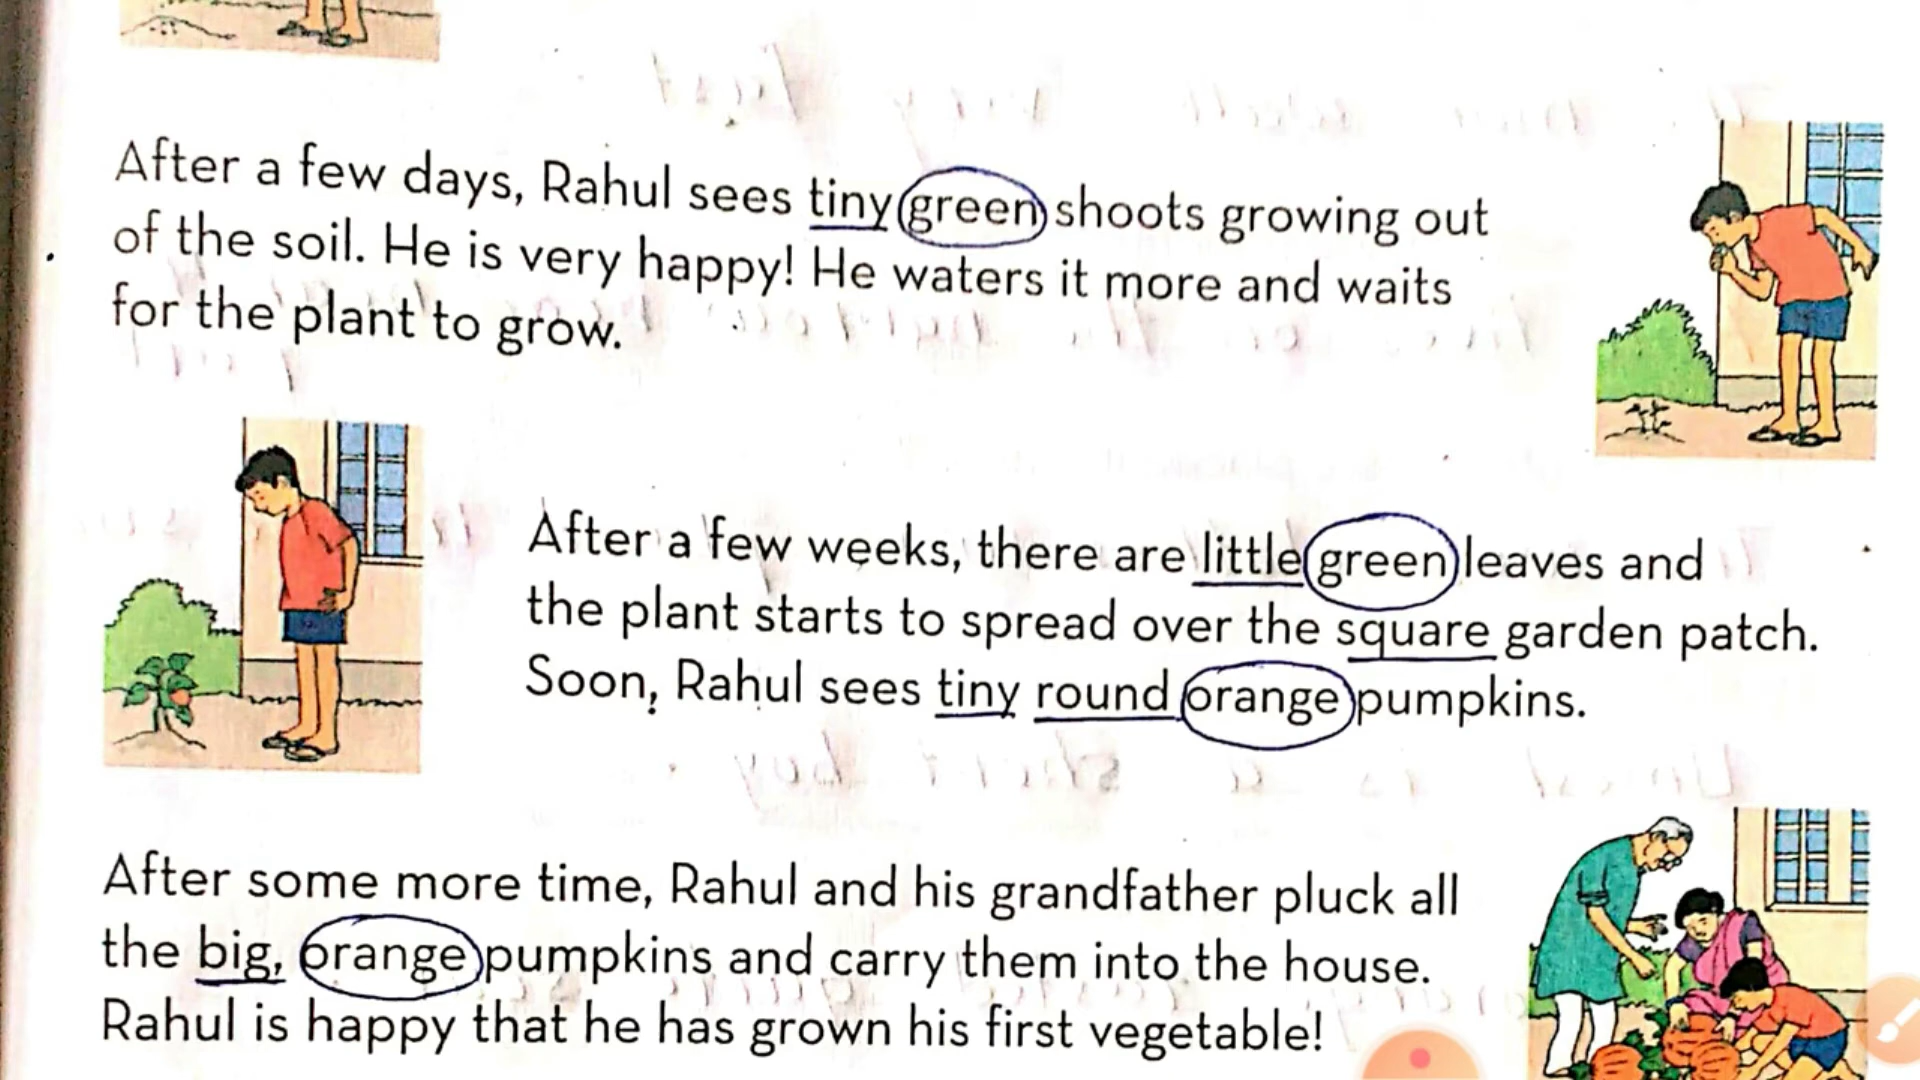 After a few days, Rahul sees tiny green shoots growing out
of the soil. He is very happy! He waters it more and waits
for the plant to grow.
After a few weeks, there are little green leaves and
the plant starts to spread over the square garden patch.
Soon, Rahul sees tiny round orange pumpkins.
After some more time, Rahul and his grandfather pluck all
the big, orange pumpkins and carry them into the house.
Rahul is happy that he has grown his first vegetable!